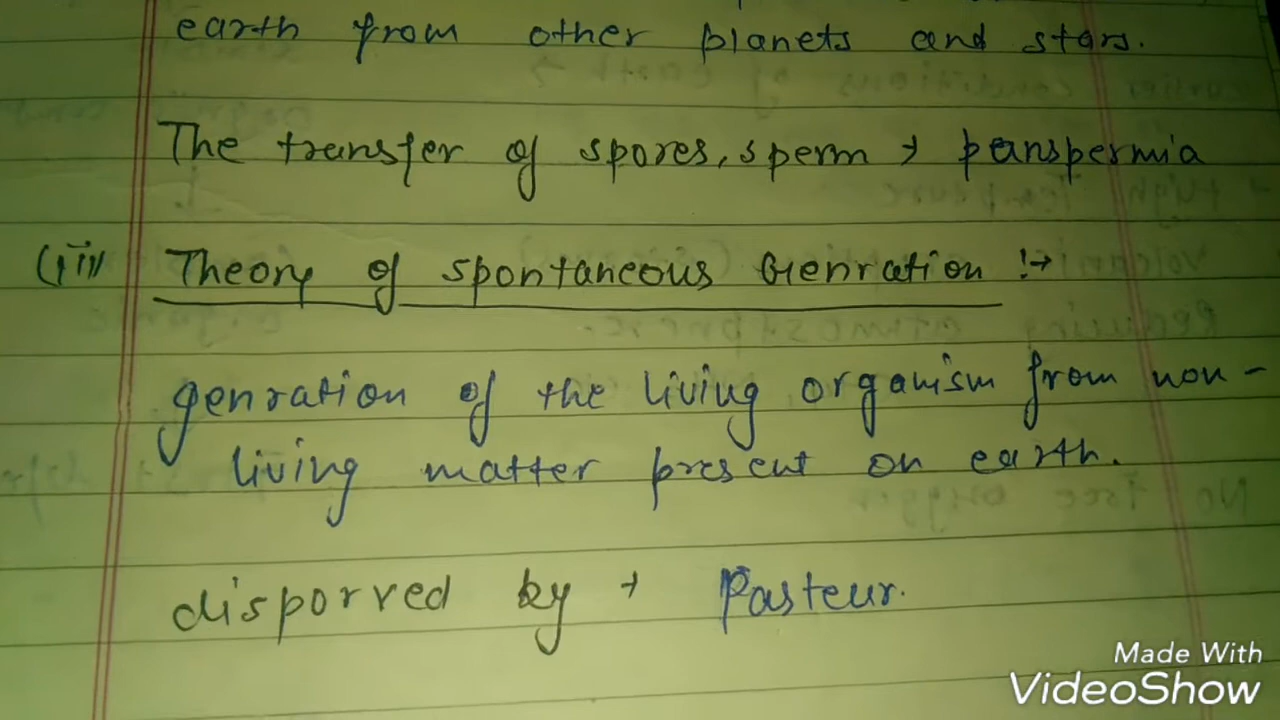 earth from other planets and stars.
The transfer of spores, sperm → panspermia
(iii) Theory of spontaneous Genration :→
genration of the living organism from non-
living matter present on earth.
disporved by → Pasteur.
Made With
VideoShow